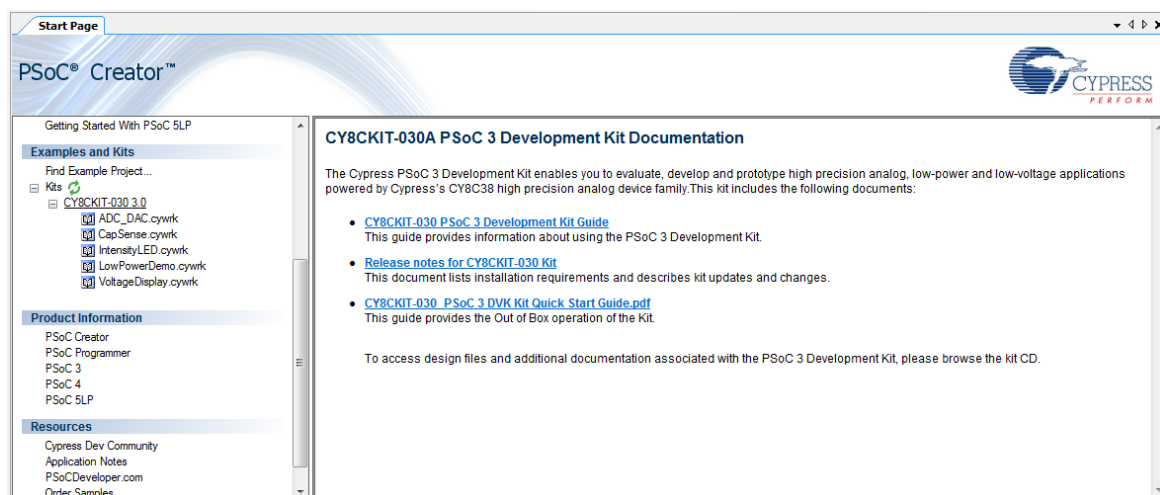 Start Page
PSoC® Creator™
CYPRESS
PERFORM
Getting Started With PSoC 5LP
Examples and Kits
Find Example Project...
Kits
CY8CKIT-030 3.0
ADC_DAC.cywrk
CapSense.cywrk
IntensityLED.cywrk
LowPowerDemo.cywrk
VoltageDisplay.cywrk
Product Information
PSoC Creator
PSoC Programmer
PSoC 3
PSoC 4
PSoC 5LP
Resources
Cypress Dev Community
Application Notes
PSoCDeveloper.com
Order Samples
CY8CKIT-030A PSoC 3 Development Kit Documentation
The Cypress PSoC 3 Development Kit enables you to evaluate, develop and prototype high precision analog, low-power and low-voltage applications
powered by Cypress's CY8C38 high precision analog device family.This kit includes the following documents:
• CY8CKIT-030 PSoC 3 Development Kit Guide
This guide provides information about using the PSoC 3 Development Kit.
• Release notes for CY8CKIT-030 Kit
This document lists installation requirements and describes kit updates and changes.
• CY8CKIT-030_PSoC 3 DVK Kit Quick Start Guide.pdf
This guide provides the Out of Box operation of the Kit.
To access design files and additional documentation associated with the PSoC 3 Development Kit, please browse the kit CD.